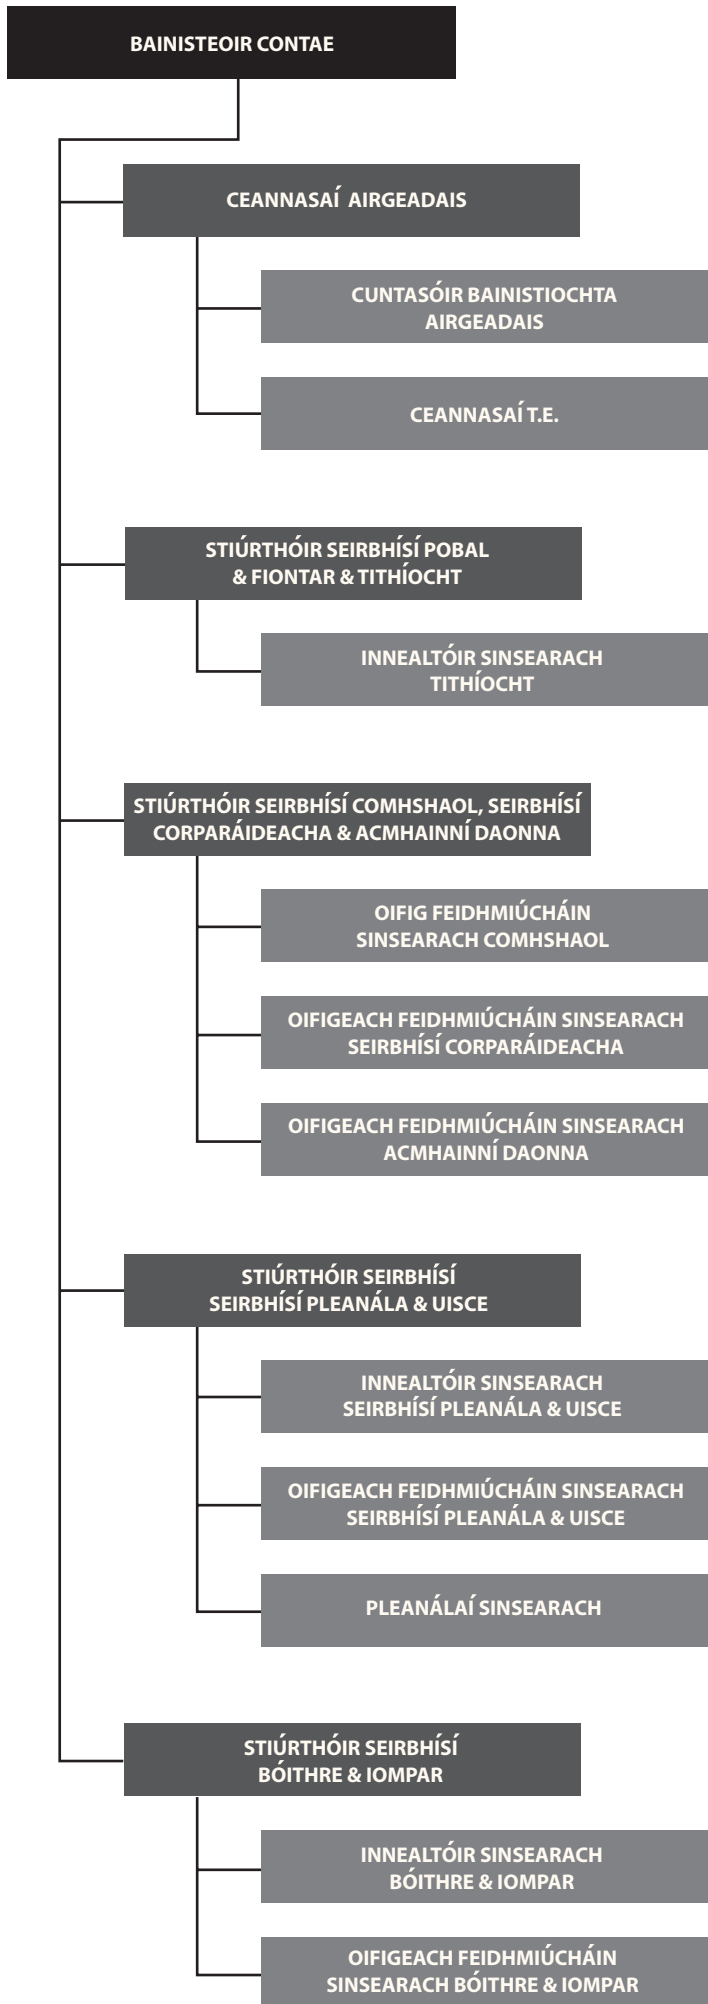 BAINISTEOIR CONTAE
CEANNASAÍ AIRGEADAIS
CUNTASÓIR BAINISTIOCHTA
AIRGEADAIS
CEANNASAÍ T.E.
STIÚRTHÓIR SEIRBHÍSÍ POBAL
& FIONTAR & TITHÍOCHT
INNEALTÓIR SINSEARACH
TITHÍOCHT
STIÚRTHÓIR SEIRBHÍSÍ COMHSHAOL, SEIRBHÍSÍ
CORPARÁIDEACHA & ACMHAINNÍ DAONNA
OIFIG FEIDHMIÚCHÁIN
SINSEARACH COMHSHAOL
OIFIGEACH FEIDHMIÚCHÁIN SINSEARACH
SEIRBHÍSÍ CORPARÁIDEACHA
OIFIGEACH FEIDHMIÚCHÁIN SINSEARACH
ACMHAINNÍ DAONNA
STIÚRTHÓIR SEIRBHÍSÍ
SEIRBHÍSÍ PLEANÁLA & UISCE
INNEALTÓIR SINSEARACH
SEIRBHÍSÍ PLEANÁLA & UISCE
OIFIGEACH FEIDHMIÚCHÁIN SINSEARACH
SEIRBHÍSÍ PLEANÁLA & UISCE
PLEANÁLAÍ SINSEARACH
STIÚRTHÓIR SEIRBHÍSÍ
BÓITHRE & IOMPAR
INNEALTÓIR SINSEARACH
BÓITHRE & IOMPAR
OIFIGEACH FEIDHMIÚCHÁIN
SINSEARACH BÓITHRE & IOMPAR